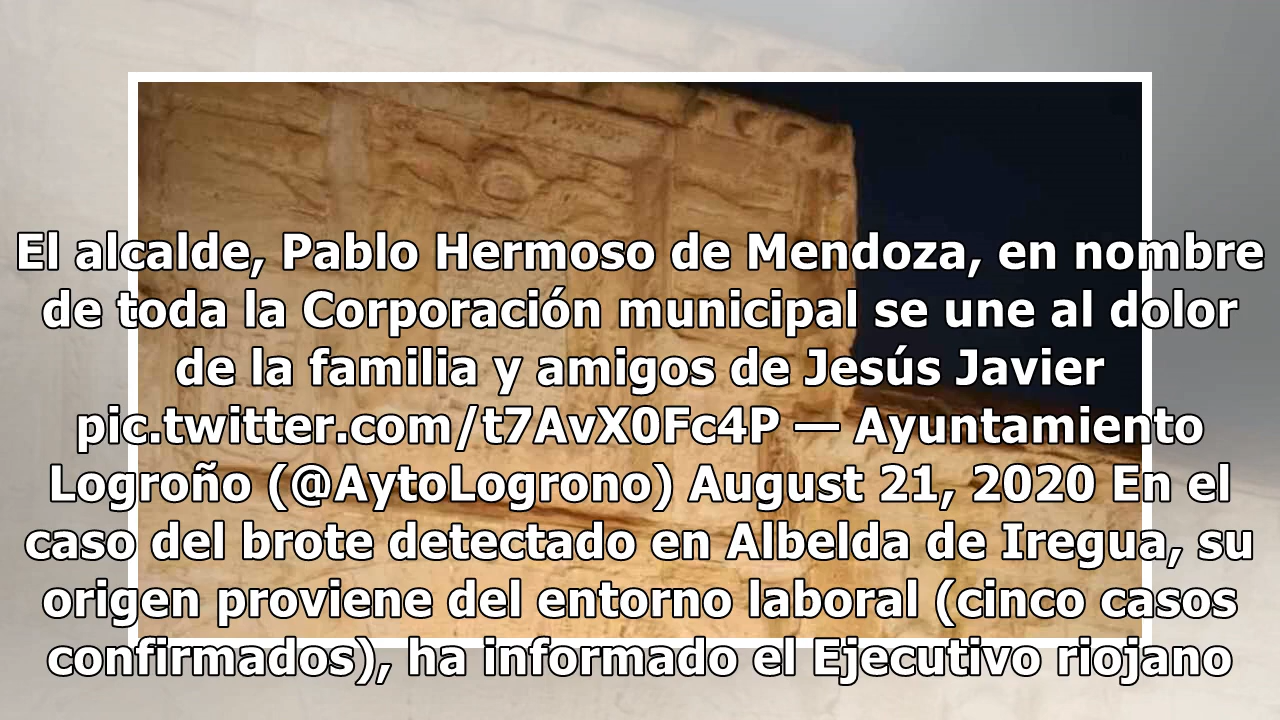 El alcalde, Pablo Hermoso de Mendoza, en nombre
de toda la Corporación municipal se une al dolor
de la familia y amigos de Jesús Javier
pic.twitter.com/t7AvX0Fc4P — Ayuntamiento
Logroño (@AytoLogrono) August 21, 2020 En el
caso del brote detectado en Albelda de Iregua, su
origen proviene del entorno laboral (cinco casos
confirmados), ha informado el Ejecutivo riojano